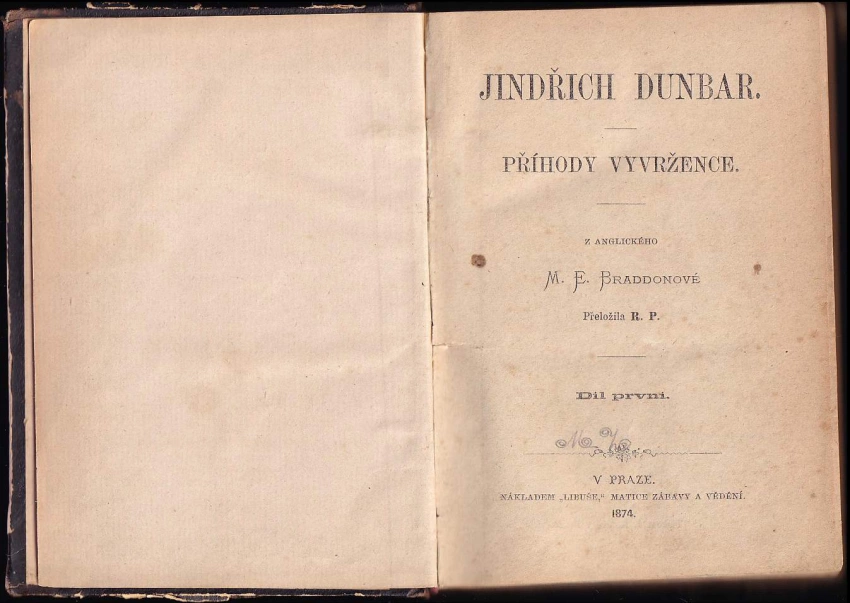 JINDŘICH DUNBAR.
PŘÍHODY VYVRŽENCE.
Z ANGLICKÉHO
M. E. BRADDONOVÉ
Přeložila R. P.
Díl první.
V PRAZE.
NÁKLADEM „LIBUŠE,“ MATICE ZÁBAVY A VĚDĚNÍ.
1874.